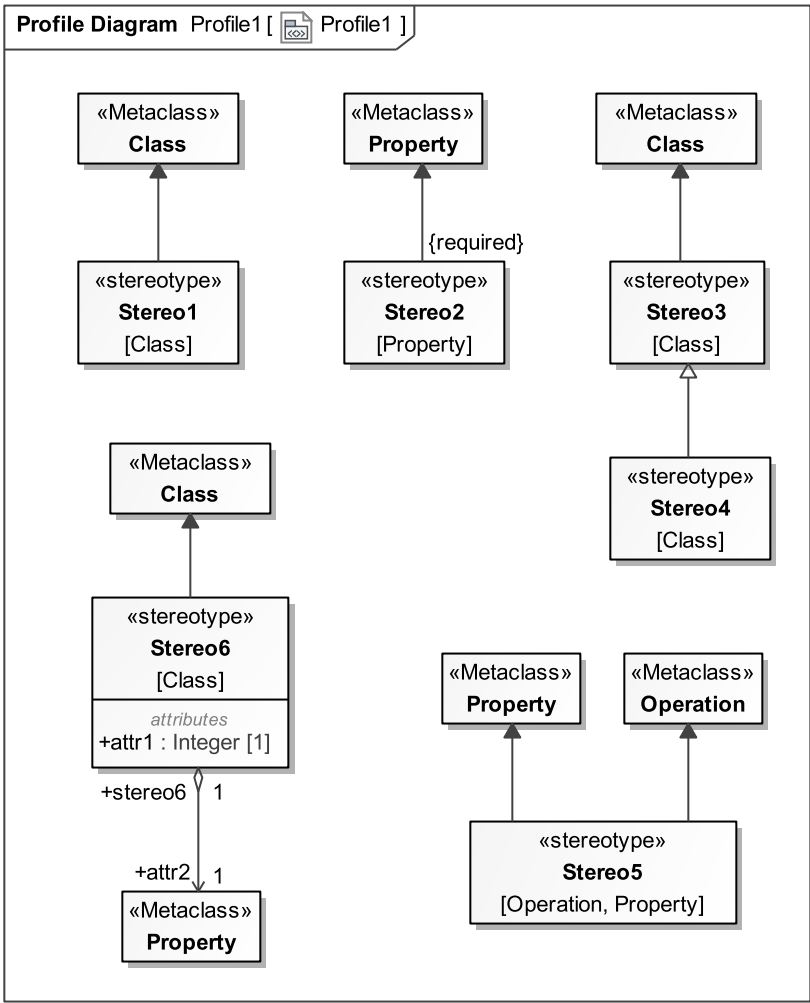 Profile Diagram Profile1 [ Profile1 ]
«Metaclass»
Class
«stereotype»
Stereo1
[Class]
«Metaclass»
Property
{required}
«stereotype»
Stereo2
[Property]
«Metaclass»
Class
«stereotype»
Stereo3
[Class]
«stereotype»
Stereo4
[Class]
«Metaclass»
Class
«stereotype»
Stereo6
[Class]
attributes
+attr1 : Integer [1]
+stereo6 1
+attr2 1
«Metaclass»
Property
«Metaclass»
Property
«Metaclass»
Operation
«stereotype»
Stereo5
[Operation, Property]